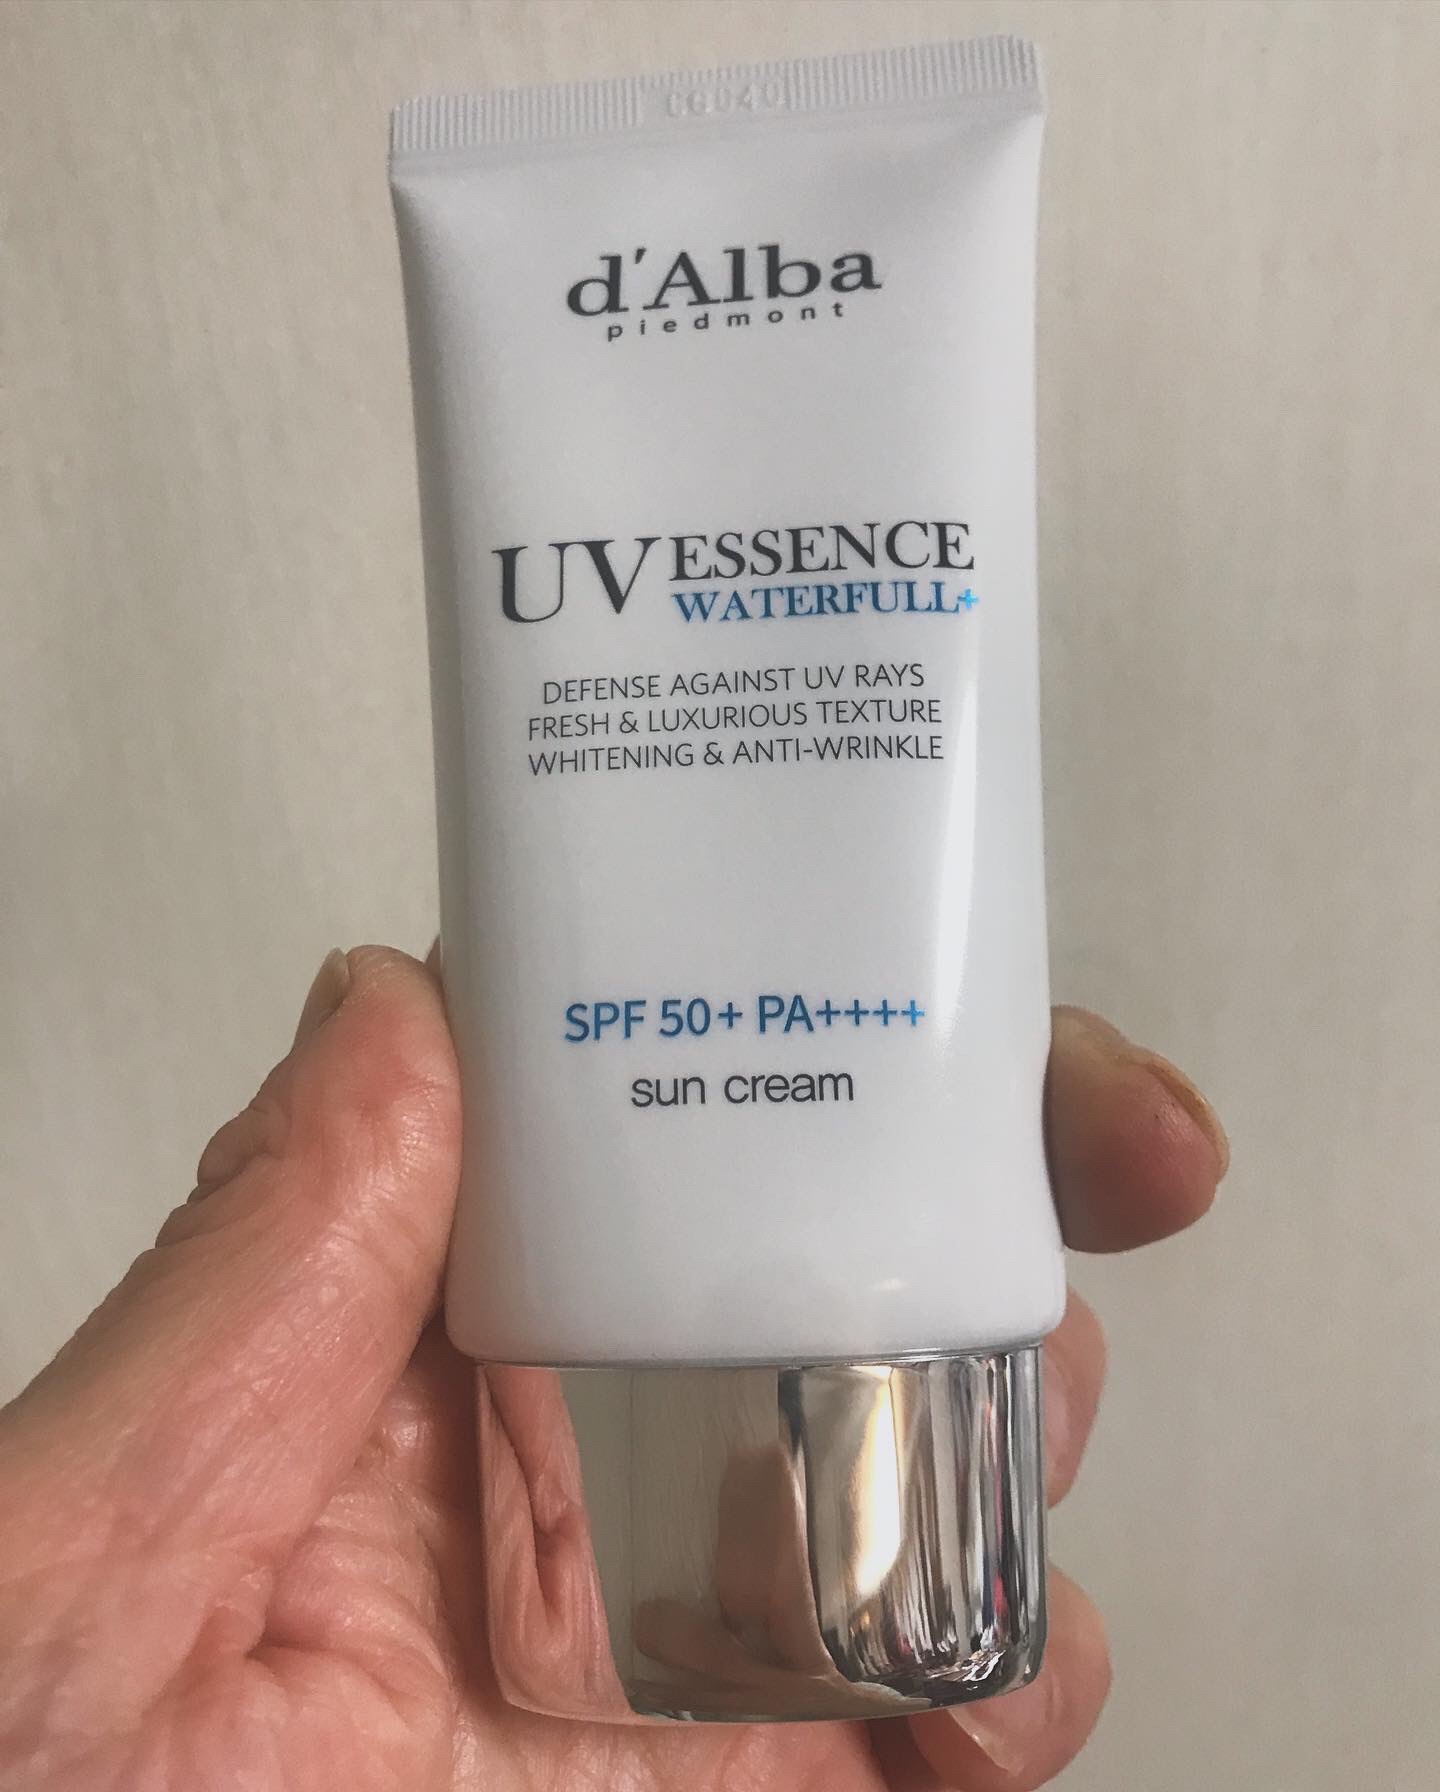 d'Alba
piedmont
UV ESSENCE
WATERFULL+
DEFENSE AGAINST UV RAYS
FRESH & LUXURIOUS TEXTURE
WHITENING & ANTI-WRINKLE
SPF 50+ PA++++
sun cream